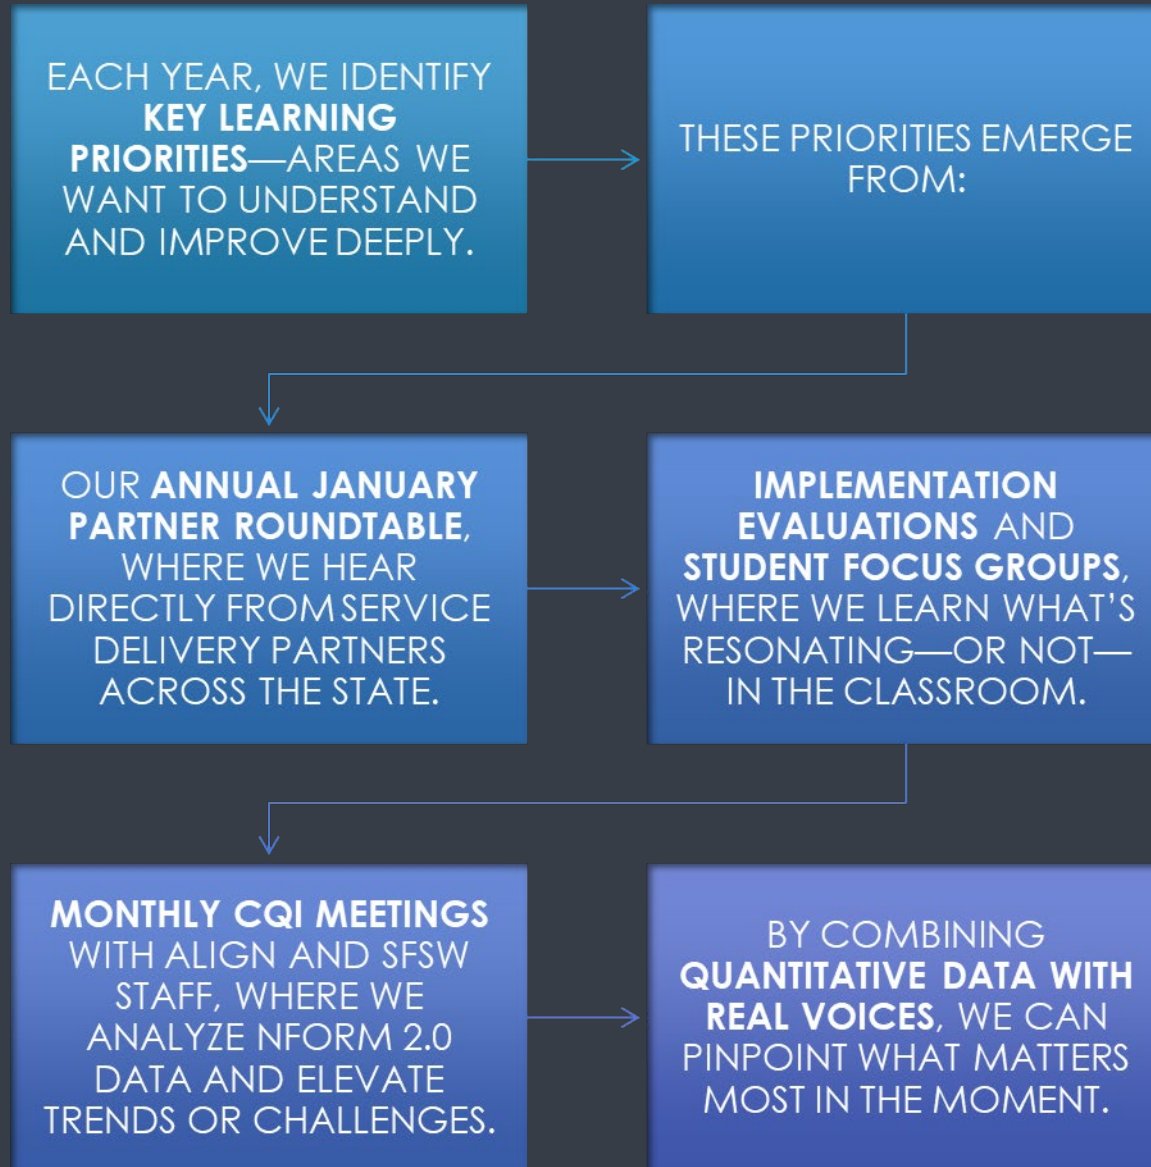 EACH YEAR, WE IDENTIFY
KEY LEARNING
PRIORITIES—AREAS WE
WANT TO UNDERSTAND
AND IMPROVE DEEPLY.
THESE PRIORITIES EMERGE
FROM:
OUR ANNUAL JANUARY
PARTNER ROUNDTABLE,
WHERE WE HEAR
DIRECTLY FROM SERVICE
DELIVERY PARTNERS
ACROSS THE STATE.
IMPLEMENTATION
EVALUATIONS AND
STUDENT FOCUS GROUPS,
WHERE WE LEARN WHAT’S
RESONATING—OR NOT—
IN THE CLASSROOM.
MONTHLY CQI MEETINGS
WITH ALIGN AND SFSW
STAFF, WHERE WE
ANALYZE NFORM 2.0
DATA AND ELEVATE
TRENDS OR CHALLENGES.
BY COMBINING
QUANTITATIVE DATA WITH
REAL VOICES, WE CAN
PINPOINT WHAT MATTERS
MOST IN THE MOMENT.